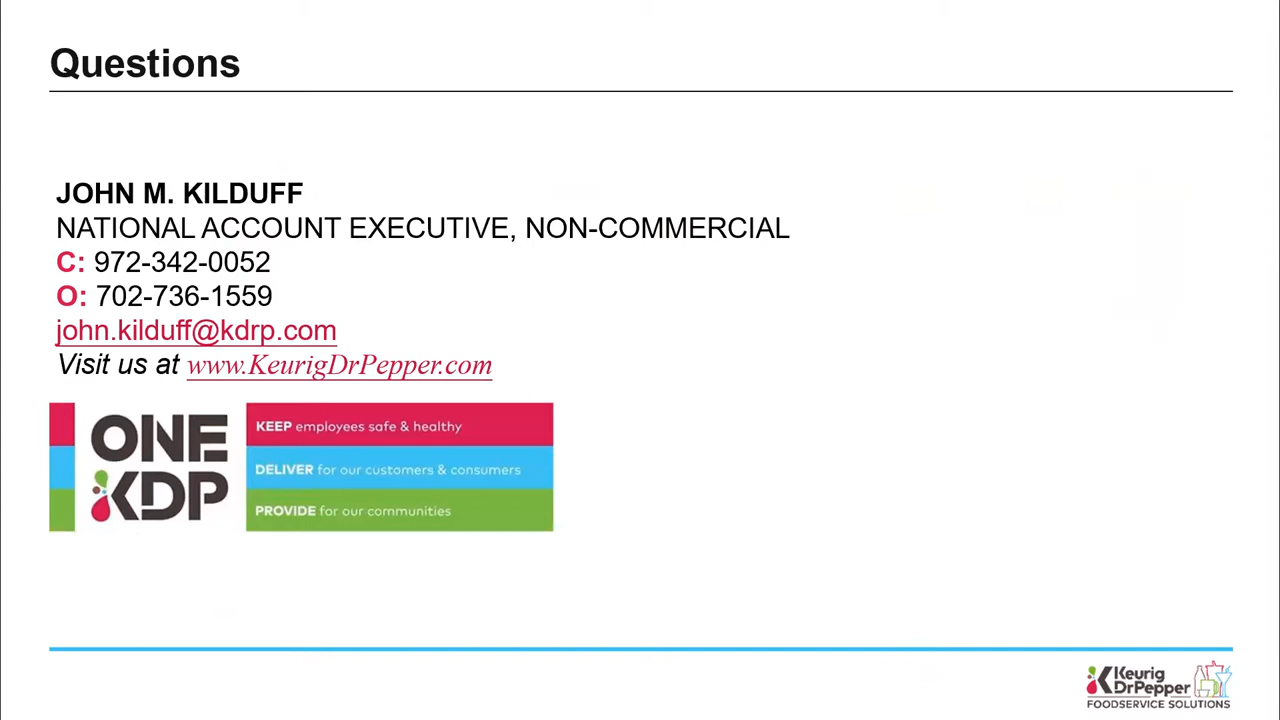 Questions
JOHN M. KILDUFF
NATIONAL ACCOUNT EXECUTIVE, NON-COMMERCIAL
C: 972-342-0052
O: 702-736-1559
john.kilduff@kdrp.com
Visit us at www.KeurigDrPepper.com
ONE
KDP
KEEP employees safe & healthy
DELIVER for our customers & consumers
PROVIDE for our communities
Keurig
DrPepper
FOODSERVICE SOLUTIONS